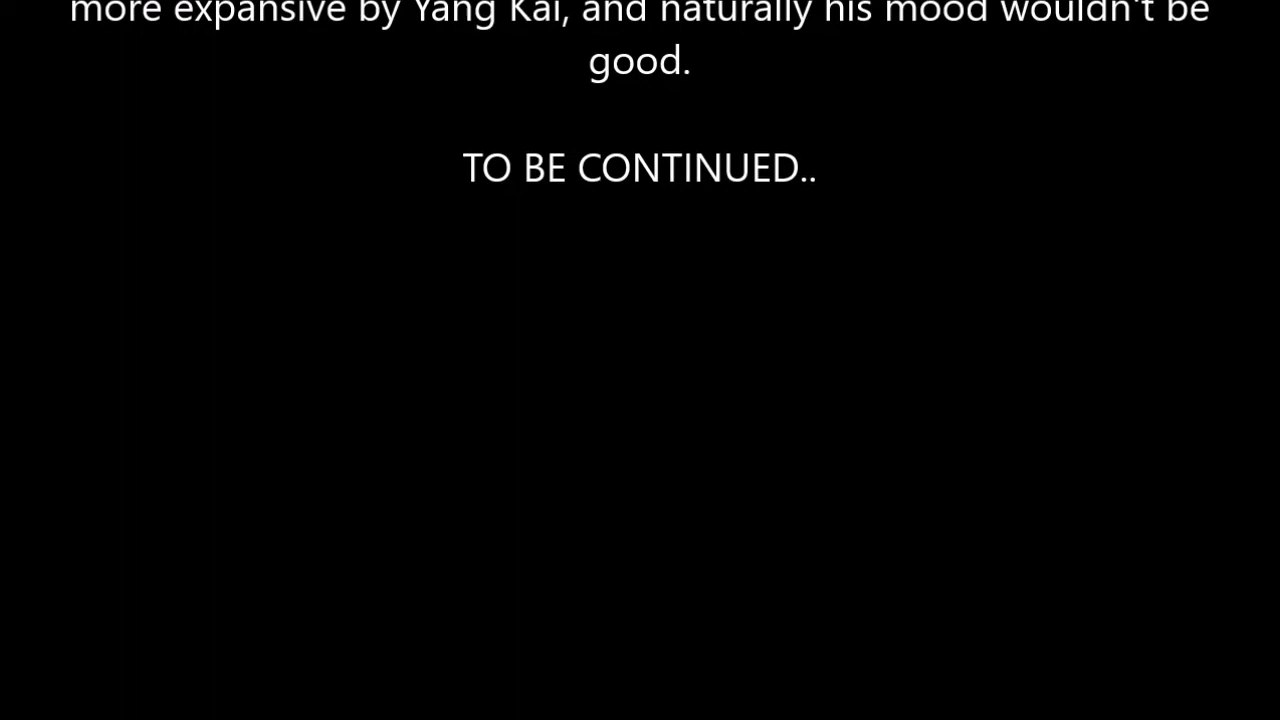 more expansive by Yang Kai, and naturally his mood wouldn't be
good.
TO BE CONTINUED..